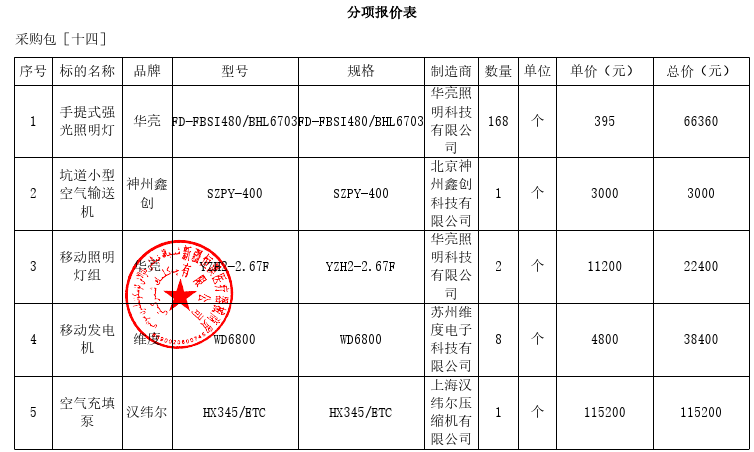 分项报价表
采购包［十四］
序号 标的名称 品牌 型号 规格 制造商 数量 单位 单价（元） 总价（元）
1 手提式强光照明灯 华亮 FD-FBSI480/BHL6703 FD-FBSI480/BHL6703 华亮照明科技有限公司 168 个 395 66360
2 坑道小型空气输送机 神州鑫创 SZPY-400 SZPY-400 北京神州鑫创科技有限公司 1 个 3000 3000
3 移动照明灯组 华亮 YZH2-2.67F YZH2-2.67F 华亮照明科技有限公司 2 个 11200 22400
4 移动发电机 维度 WD6800 WD6800 苏州维度电子科技有限公司 8 个 4800 38400
5 空气充填泵 汉纬尔 HX345/ETC HX345/ETC 上海汉纬尔压缩机有限公司 1 个 115200 115200
有限公司